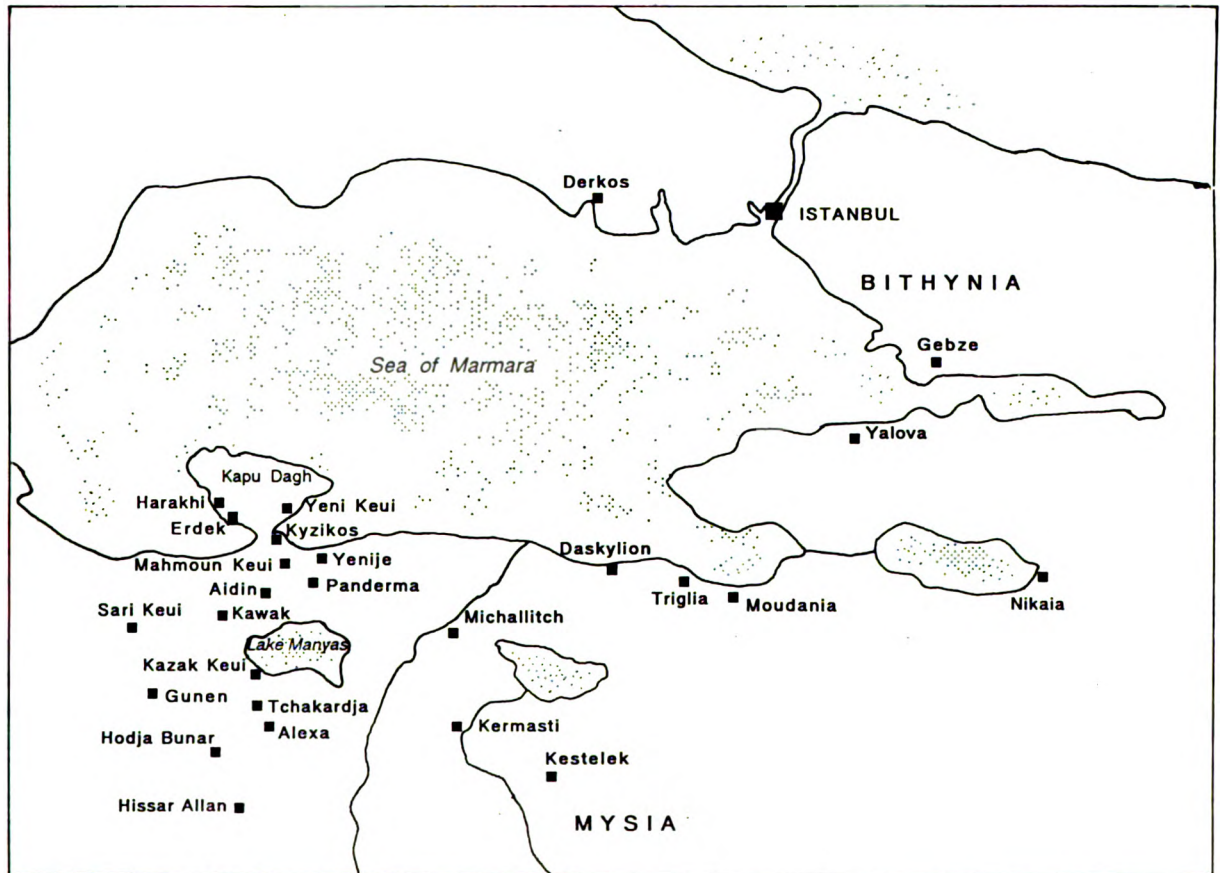 Derkos
ISTANBUL
BITHYNIA
Gebze
Sea of Marmara
Yalova
Kapu Dagh
Harakhi
Yeni Keui
Erdek
Kyzikos
Mahmoun Keui
Yenije
Daskylion
Aidin
Panderma
Triglia
Moudania
Nikaia
Sari Keui
Kawak
Michallitch
Lake Manyas
Kazak Keui
Gunen
Tchakardja
Alexa
Kermasti
Hodja Bunar
Kestelek
Hissar Allan
MYSIA